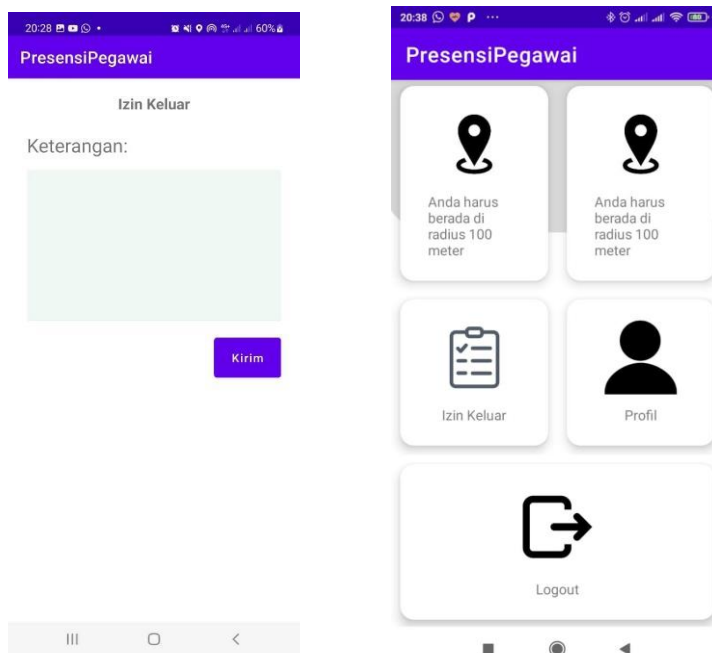 20:28
60%
PresensiPegawai
Izin Keluar
Keterangan:
Kirim
20:38
60
PresensiPegawai
Anda harus
berada di
radius 100
meter
Anda harus
berada di
radius 100
meter
Izin Keluar
Profil
Logout